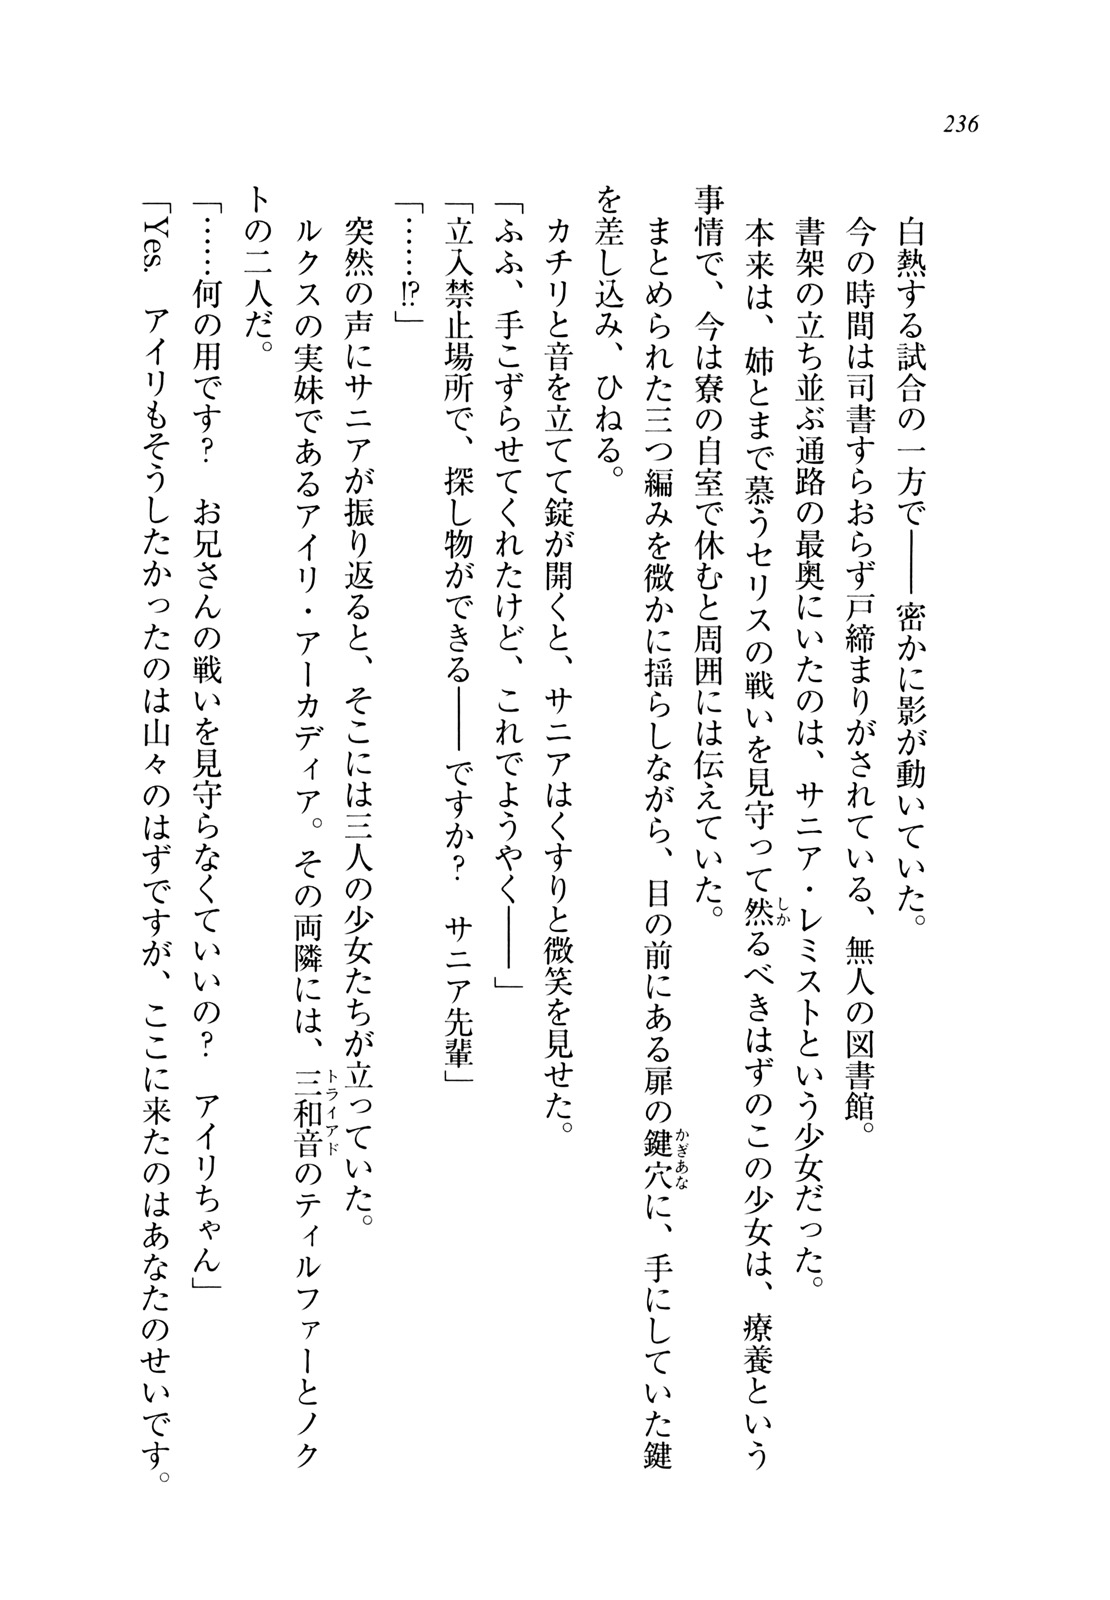 236
白熱する試合の一方で――密かに影が動いていた。
今の時間は司書すらおらず戸締まりがされている、無人の図書館。
書架の立ち並ぶ通路の最奥にいたのは、サニア・レミストという少女だった。
本来は、姉とまで慕うセリスの戦いを見守って然るべきはずのこの少女は、療養という
しか
事情で、今は寮の自室で休むと周囲には伝えていた。
まとめられた三つ編みを微かに揺らしながら、目の前にある扉の鍵穴に、手にしていた鍵
かぎあな
を差し込み、ひねる。
カチリと音を立てて錠が開くと、サニアはくすりと微笑を見せた。
「ふふ、手こずらせてくれたけど、これでようやく――」
「立入禁止場所で、探し物ができる――ですか？　サニア先輩」
「……!?」
突然の声にサニアが振り返ると、そこには三人の少女たちが立っていた。
ルクスの実妹であるアイリ・アーカディア。その両隣には、三和音のティルファーとノク
トライアド
トの二人だ。
「……何の用です？　お兄さんの戦いを見守らなくていいの？　アイリちゃん」
「Yes.　アイリもそうしたかったのは山々のはずですが、ここに来たのはあなたのせいです。